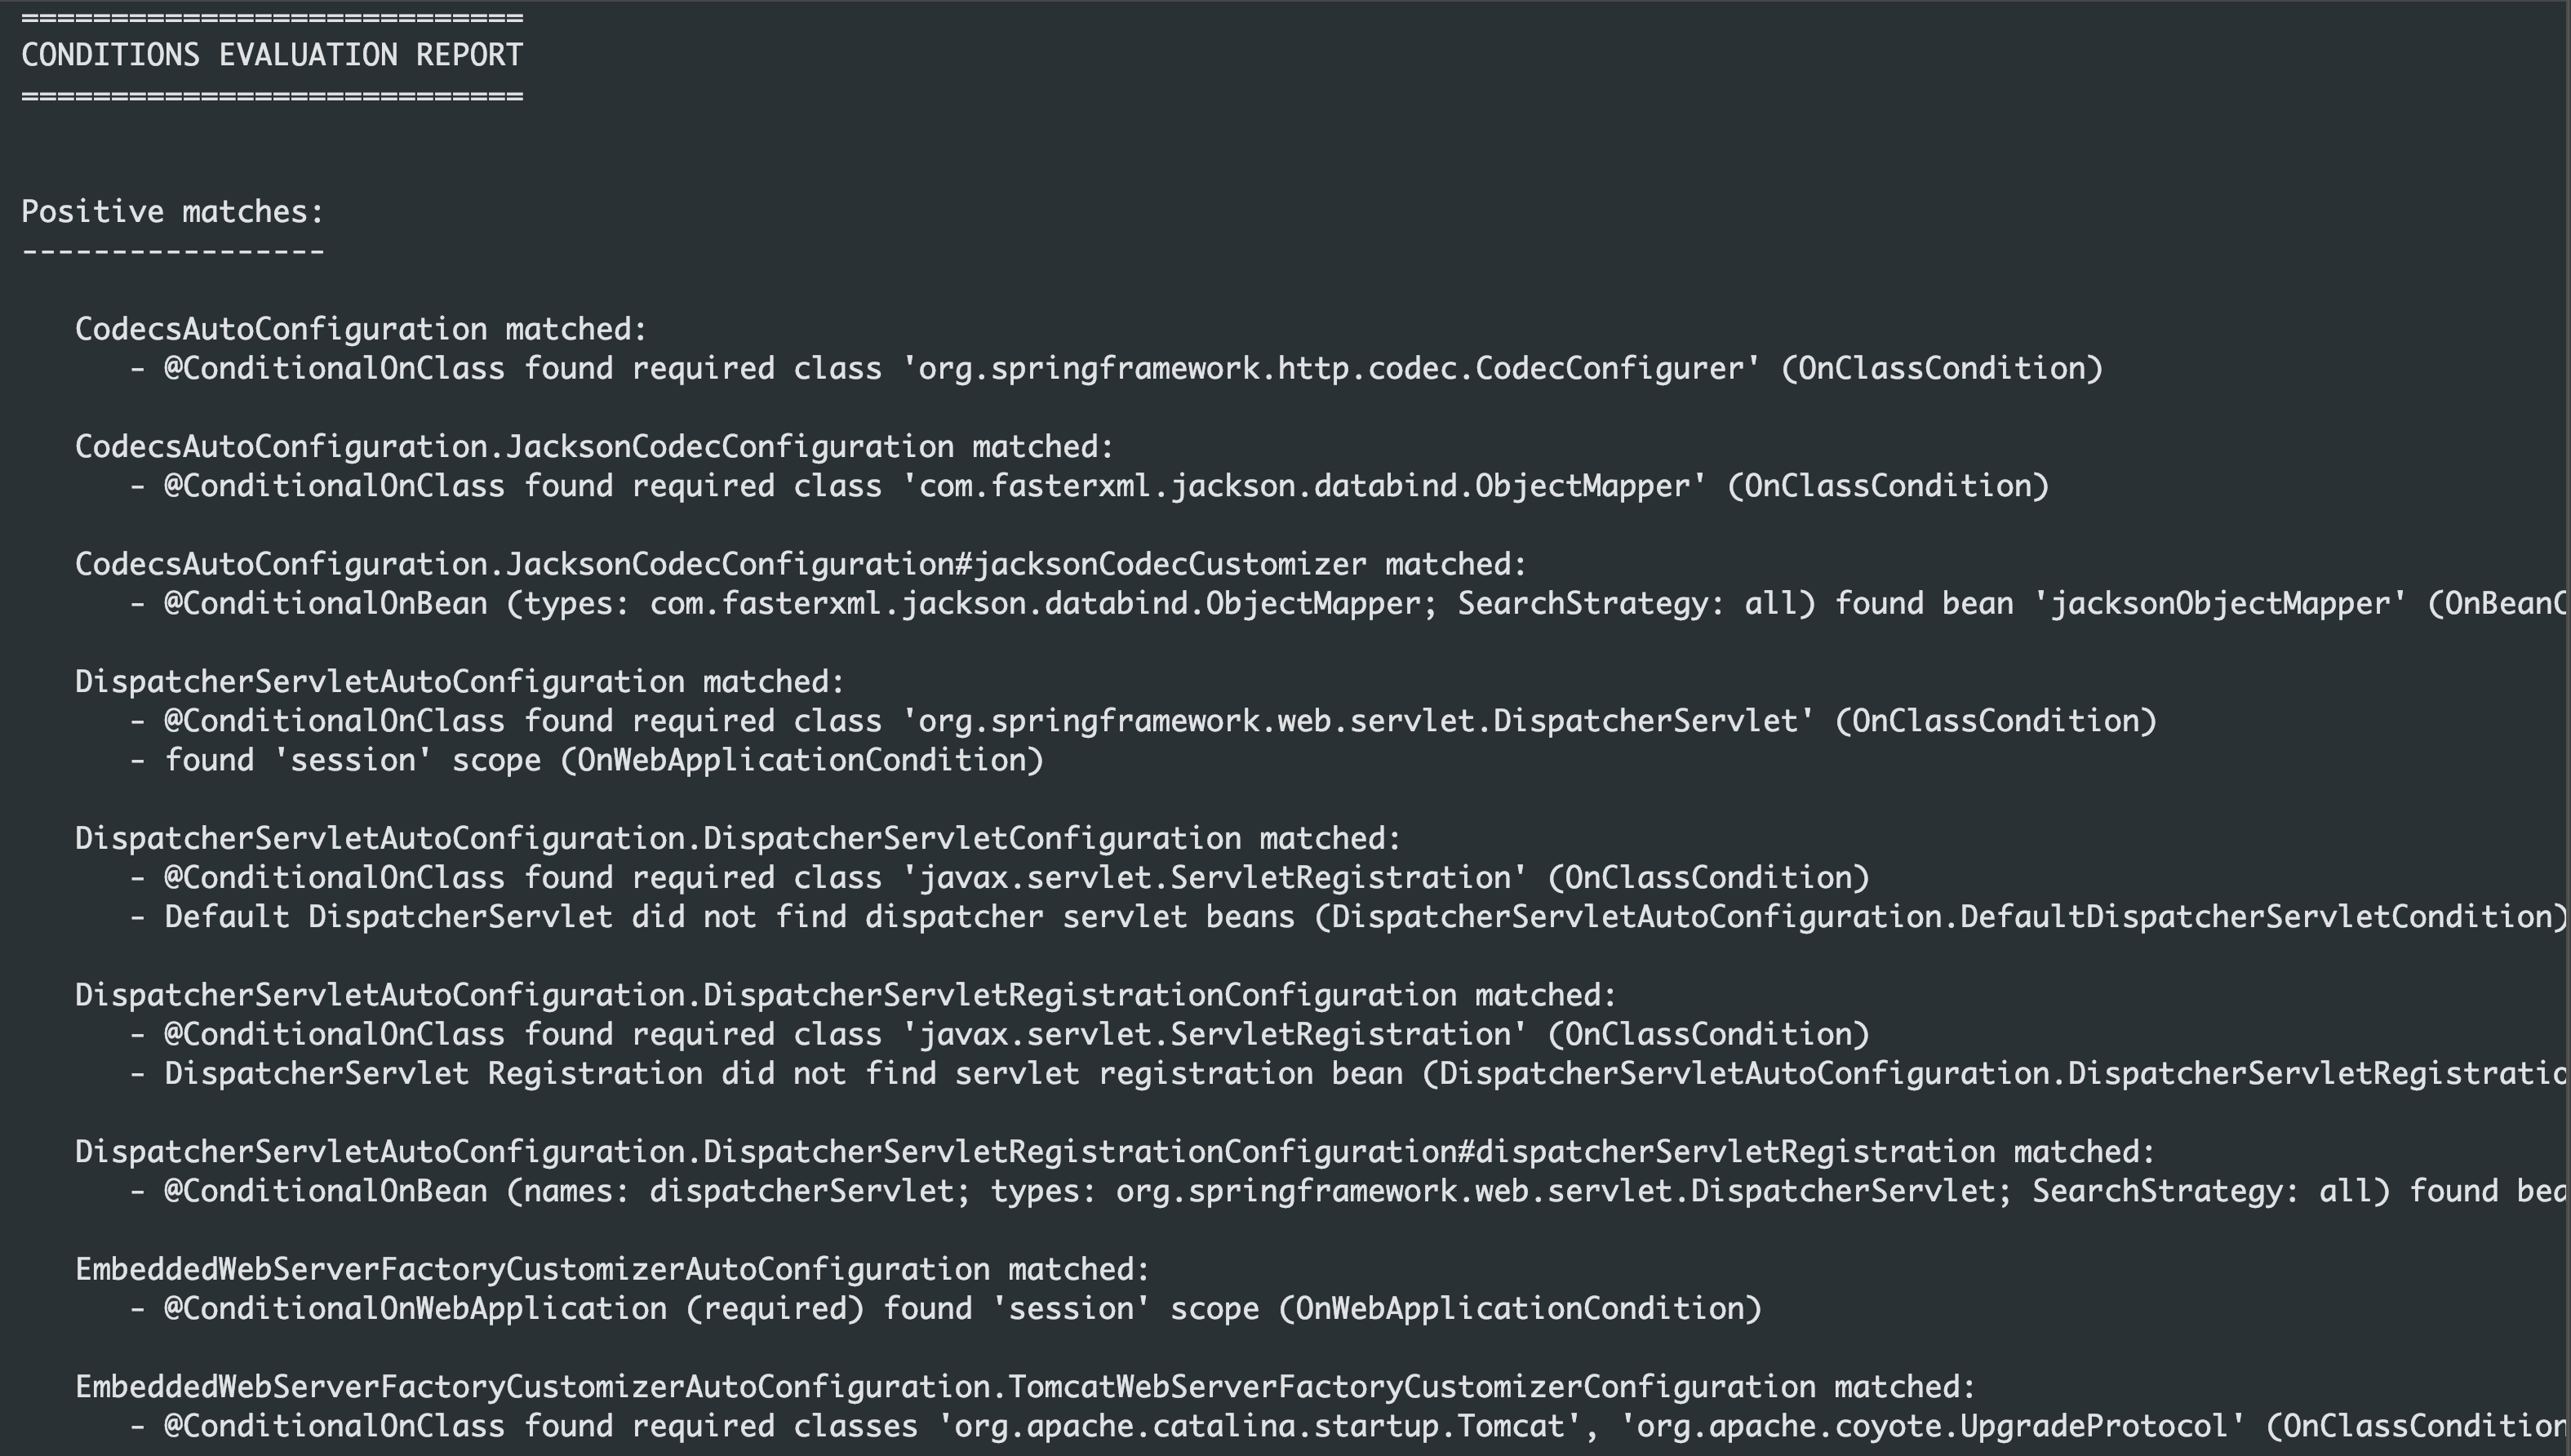 ============================
CONDITIONS EVALUATION REPORT
============================
Positive matches:
-----------------
CodecsAutoConfiguration matched:
- @ConditionalOnClass found required class 'org.springframework.http.codec.CodecConfigurer' (OnClassCondition)
CodecsAutoConfiguration.JacksonCodecConfiguration matched:
- @ConditionalOnClass found required class 'com.fasterxml.jackson.databind.ObjectMapper' (OnClassCondition)
CodecsAutoConfiguration.JacksonCodecConfiguration#jacksonCodecCustomizer matched:
- @ConditionalOnBean (types: com.fasterxml.jackson.databind.ObjectMapper; SearchStrategy: all) found bean 'jacksonObjectMapper' (OnBeanC
DispatcherServletAutoConfiguration matched:
- @ConditionalOnClass found required class 'org.springframework.web.servlet.DispatcherServlet' (OnClassCondition)
- found 'session' scope (OnWebApplicationCondition)
DispatcherServletAutoConfiguration.DispatcherServletConfiguration matched:
- @ConditionalOnClass found required class 'javax.servlet.ServletRegistration' (OnClassCondition)
- Default DispatcherServlet did not find dispatcher servlet beans (DispatcherServletAutoConfiguration.DefaultDispatcherServletCondition)
DispatcherServletAutoConfiguration.DispatcherServletRegistrationConfiguration matched:
- @ConditionalOnClass found required class 'javax.servlet.ServletRegistration' (OnClassCondition)
- DispatcherServlet Registration did not find servlet registration bean (DispatcherServletAutoConfiguration.DispatcherServletRegistratio
DispatcherServletAutoConfiguration.DispatcherServletRegistrationConfiguration#dispatcherServletRegistration matched:
- @ConditionalOnBean (names: dispatcherServlet; types: org.springframework.web.servlet.DispatcherServlet; SearchStrategy: all) found bea
EmbeddedWebServerFactoryCustomizerAutoConfiguration matched:
- @ConditionalOnWebApplication (required) found 'session' scope (OnWebApplicationCondition)
EmbeddedWebServerFactoryCustomizerAutoConfiguration.TomcatWebServerFactoryCustomizerConfiguration matched:
- @ConditionalOnClass found required classes 'org.apache.catalina.startup.Tomcat', 'org.apache.coyote.UpgradeProtocol' (OnClassCondition